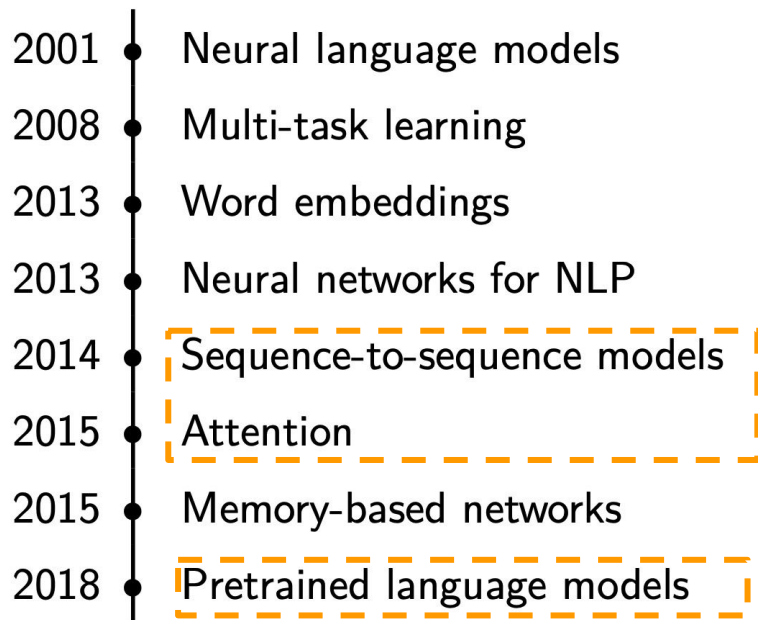 2001 Neural language models
2008 Multi-task learning
2013 Word embeddings
2013 Neural networks for NLP
2014 Sequence-to-sequence models
2015 Attention
2015 Memory-based networks
2018 Pretrained language models